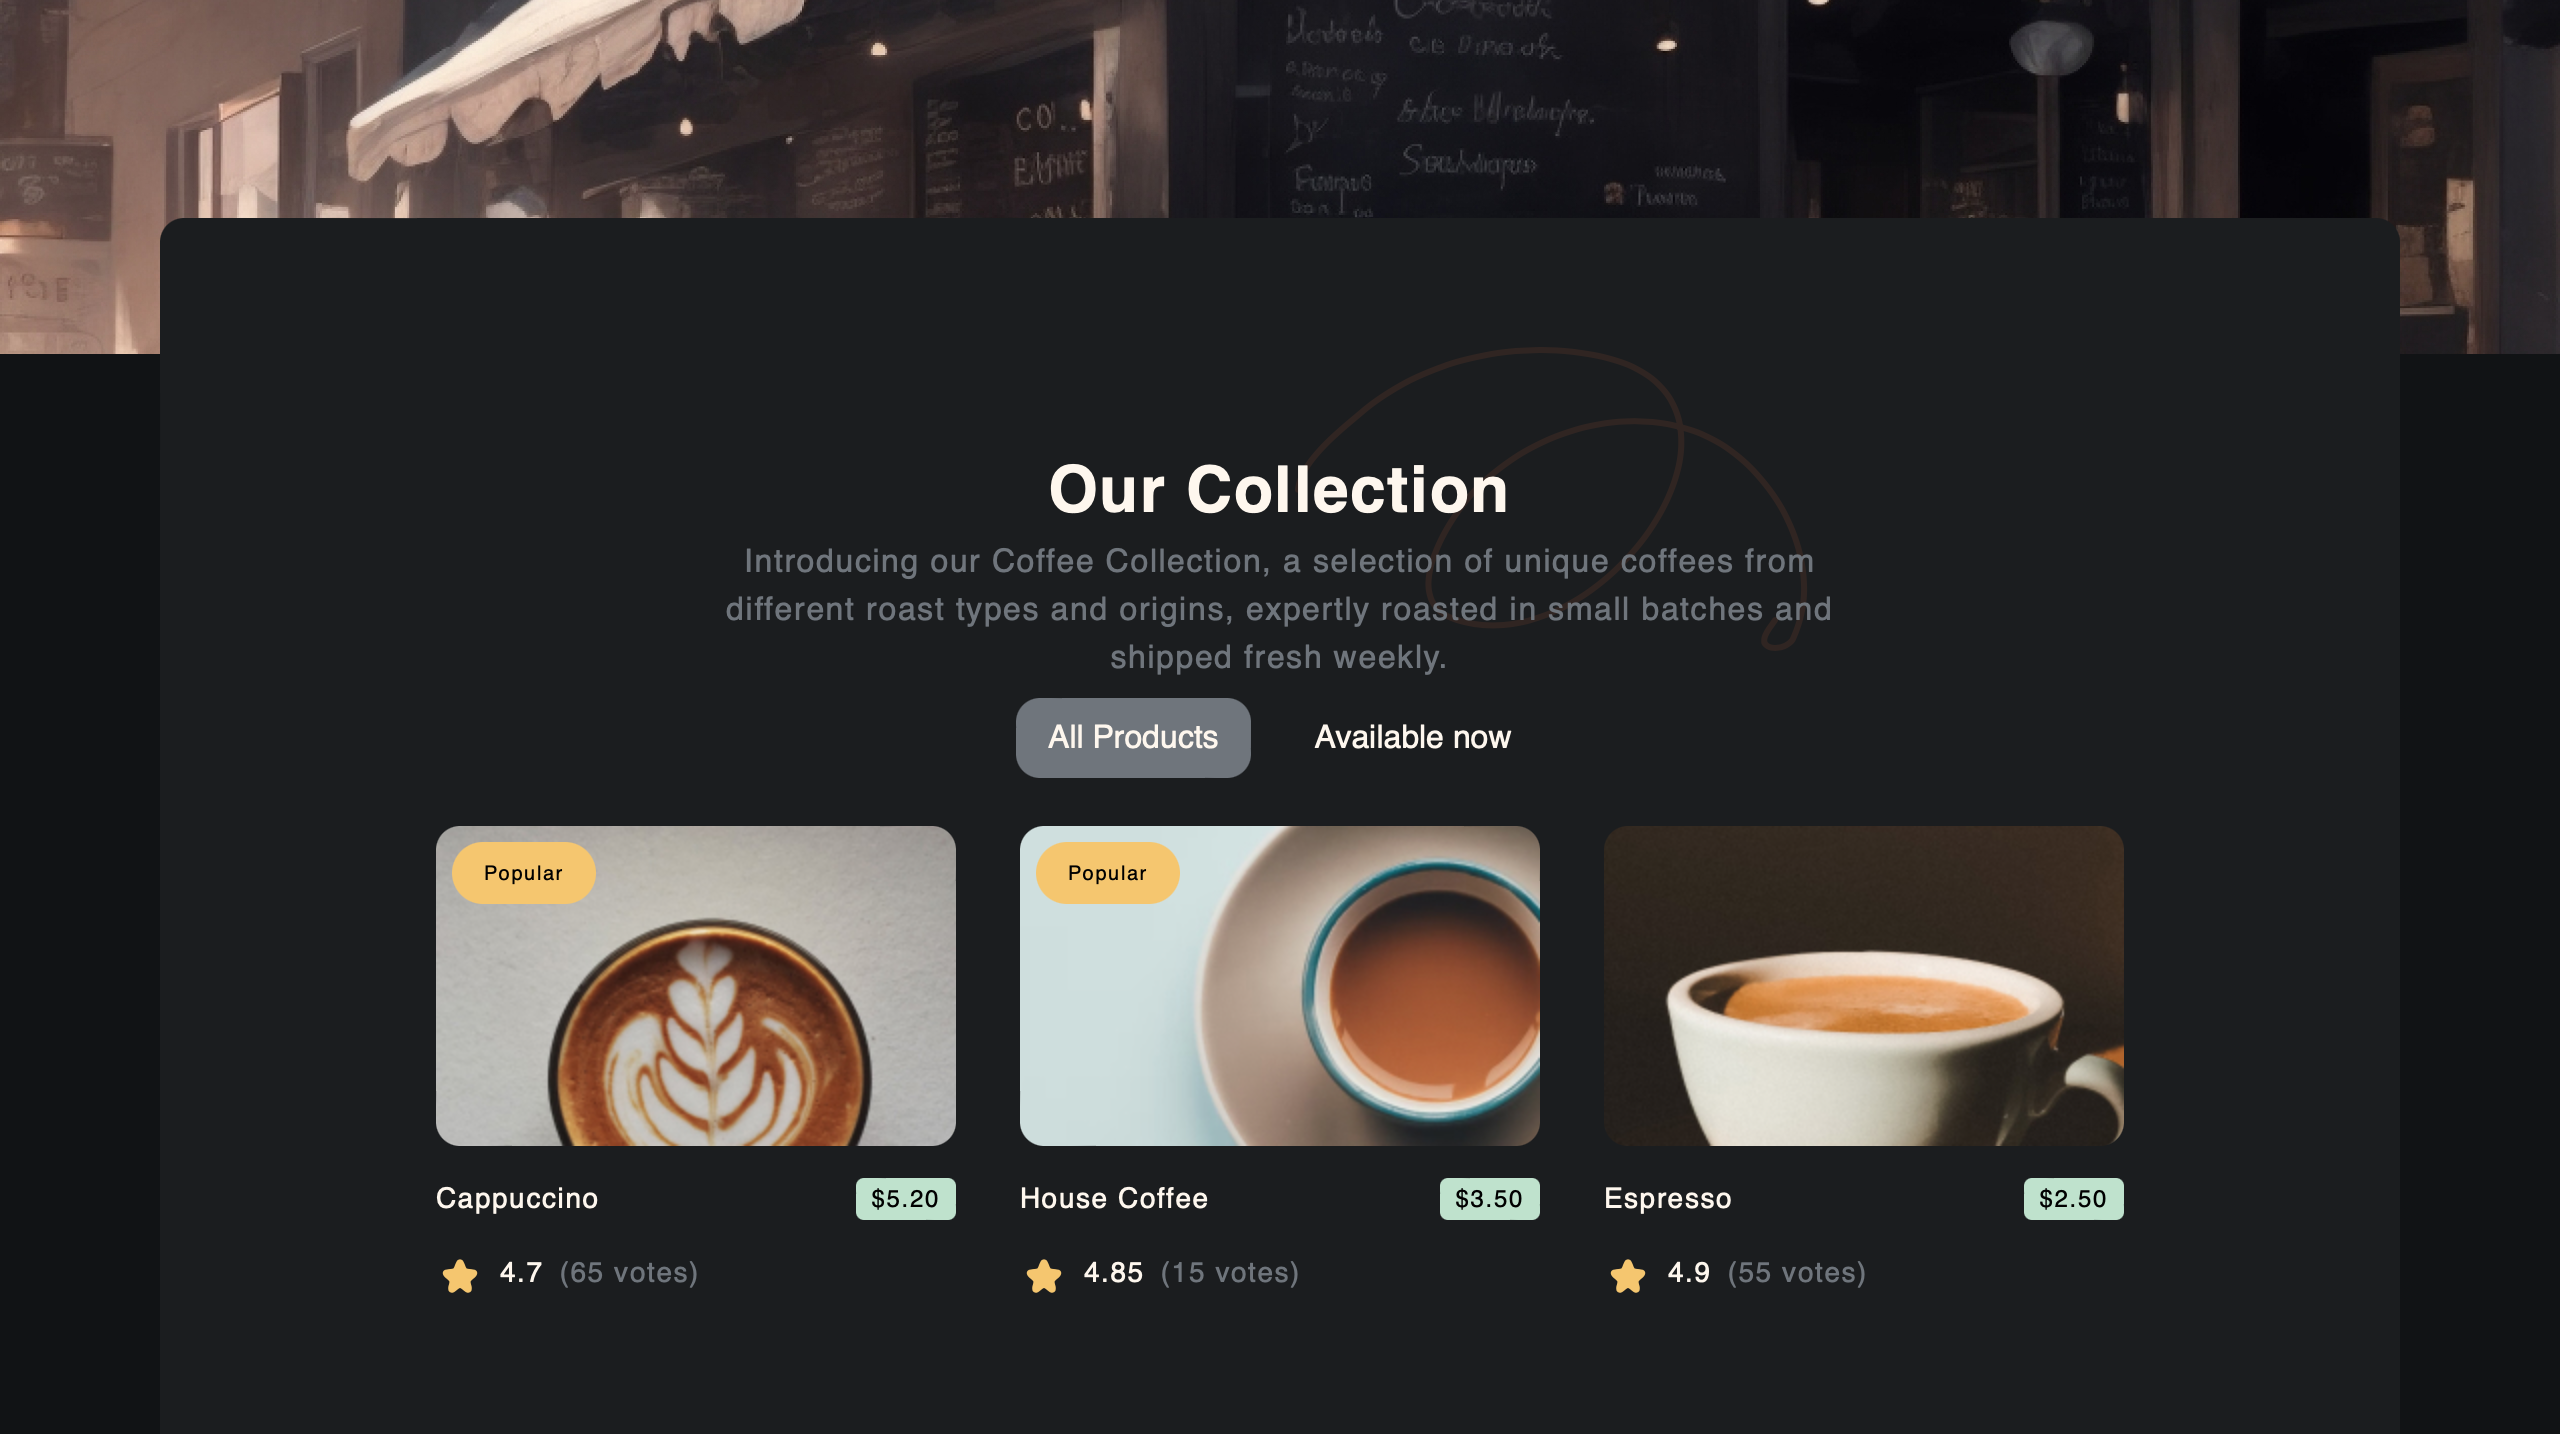 Our Collection
Introducing our Coffee Collection, a selection of unique coffees from
different roast types and origins, expertly roasted in small batches and
shipped fresh weekly.
All Products Available now
Popular Popular
Cappuccino $5.20 House Coffee $3.50 Espresso $2.50
4.7 (65 votes) 4.85 (15 votes) 4.9 (55 votes)